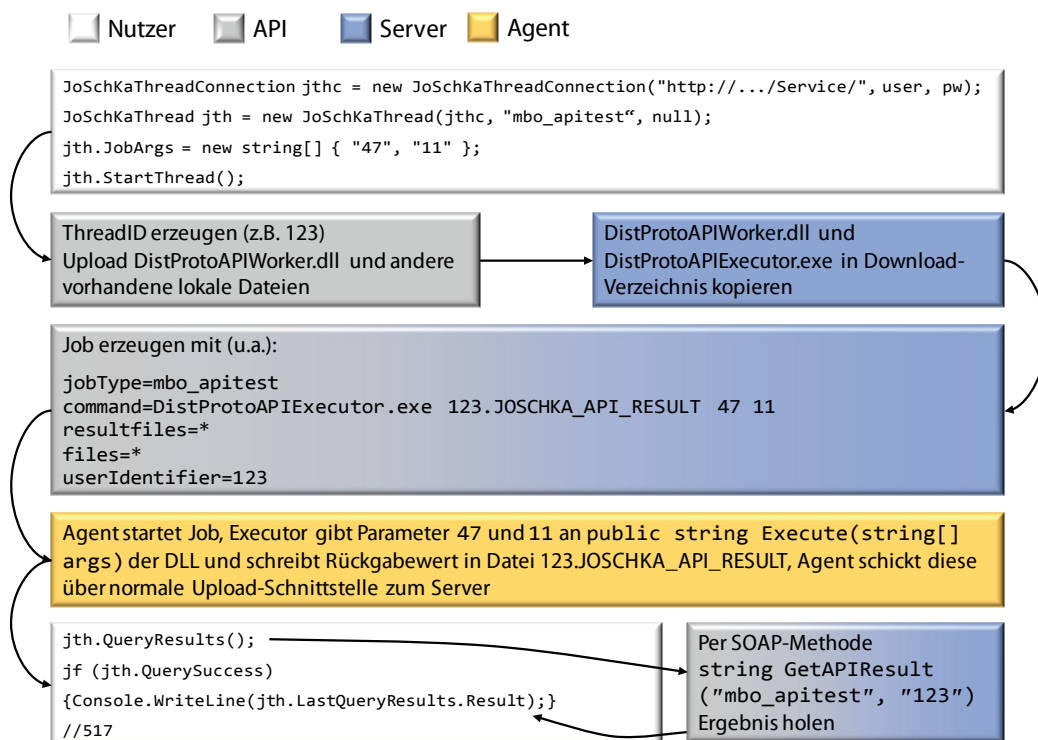 Nutzer API Server Agent
JoSchKaThreadConnection jthc = new JoSchKaThreadConnection("http://.../Service/", user, pw);
JoSchKaThread jth = new JoSchKaThread(jthc, "mbo_apitest“, null);
jth.JobArgs = new string[] { "47", "11" };
jth.StartThread();
ThreadID erzeugen (z.B. 123)
Upload DistProtoAPIWorker.dll und andere
vorhandene lokale Dateien
DistProtoAPIWorker.dll und
DistProtoAPIExecutor.exe in Download-
Verzeichnis kopieren
Job erzeugen mit (u.a.):
jobType=mbo_apitest
command=DistProtoAPIExecutor.exe 123.JOSCHKA_API_RESULT 47 11
resultfiles=*
files=*
userIdentifier=123
Agent startet Job, Executor gibt Parameter 47 und 11 an public string Execute(string[]
args) der DLL und schreibt Rückgabewert in Datei 123.JOSCHKA_API_RESULT, Agent schickt diese
über normale Upload-Schnittstelle zum Server
jth.QueryResults();
jf (jth.QuerySuccess)
{Console.WriteLine(jth.LastQueryResults.Result);}
//517
Per SOAP-Methode
string GetAPIResult
("mbo_apitest", "123")
Ergebnis holen